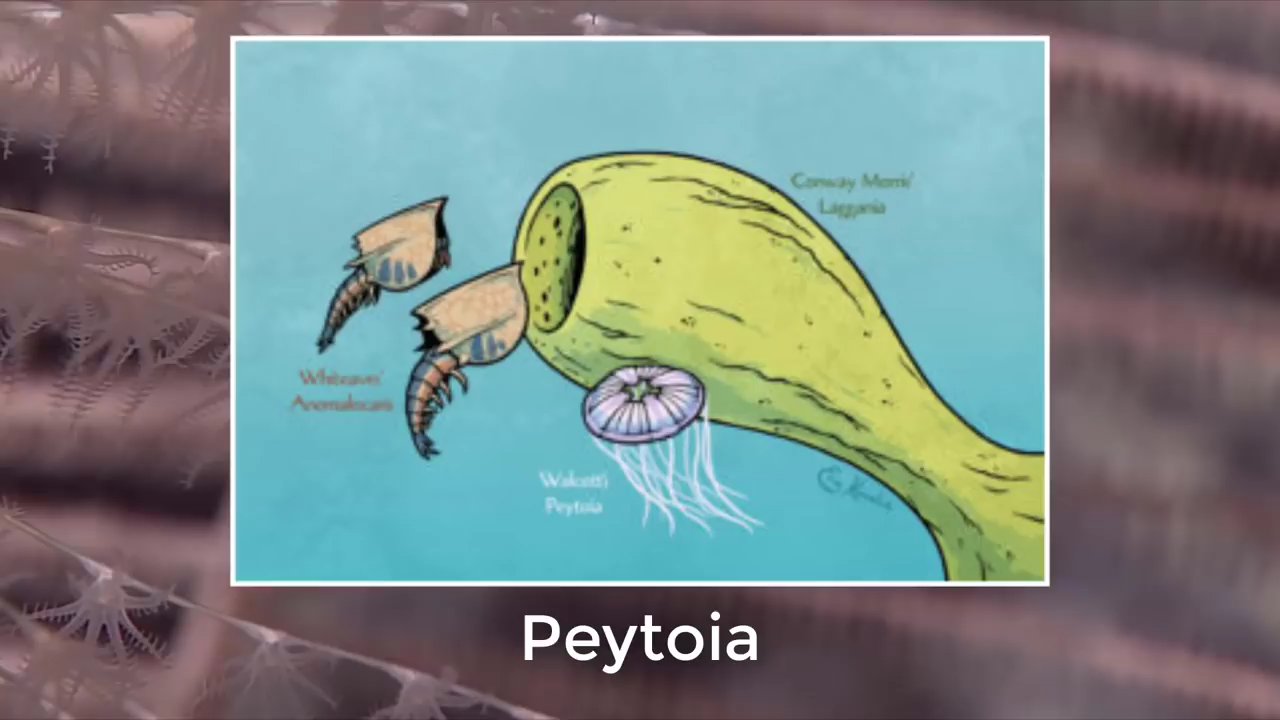 Conway Morris'
Laggania
Whiteaves'
Anomalocaris
Walcott's
Peytoia
Peytoia